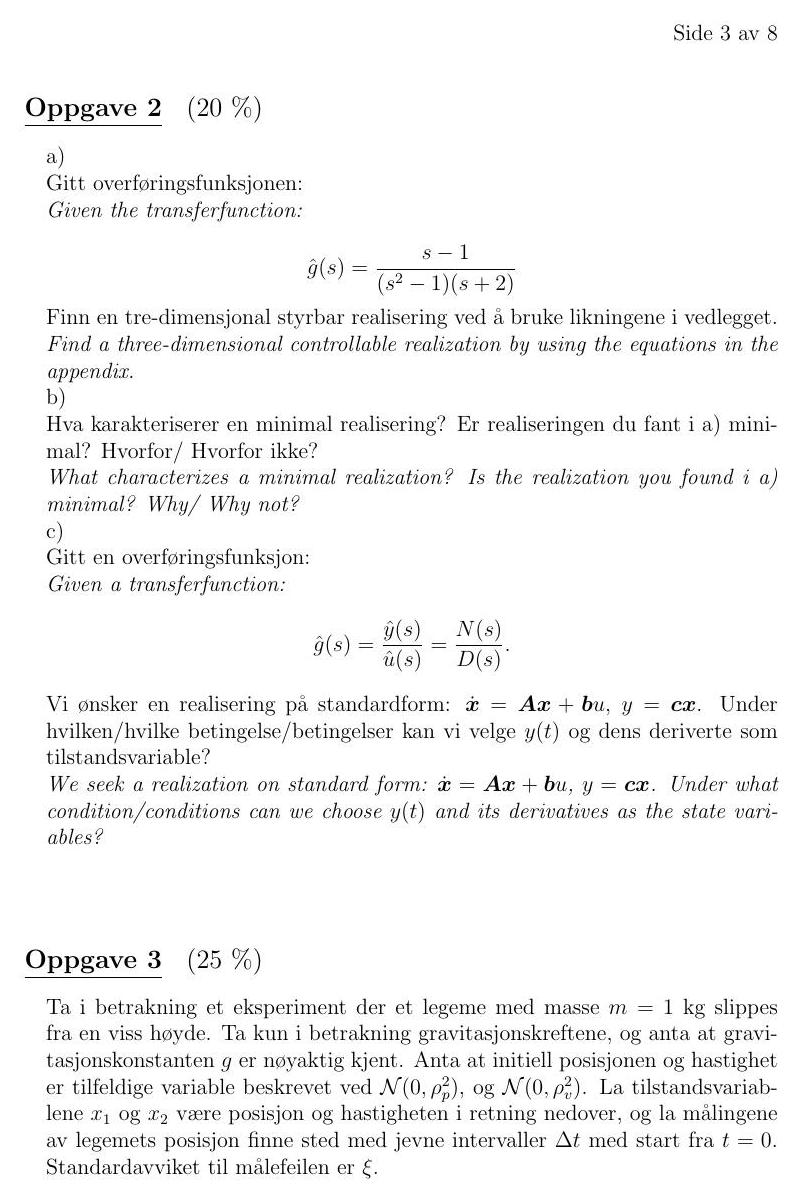 Side 3 av 8
Oppgave 2 (20 %)
a)
Gitt overføringsfunksjonen:
Given the transferfunction:
ĝ(s) = (s − 1) / ((s² − 1)(s + 2))
Finn en tre-dimensjonal styrbar realisering ved å bruke likningene i vedlegget.
Find a three-dimensional controllable realization by using the equations in the
appendix.
b)
Hva karakteriserer en minimal realisering? Er realiseringen du fant i a) mini-
mal? Hvorfor/ Hvorfor ikke?
What characterizes a minimal realization? Is the realization you found i a)
minimal? Why/ Why not?
c)
Gitt en overføringsfunksjon:
Given a transferfunction:
ĝ(s) = ŷ(s) / û(s) = N(s) / D(s).
Vi ønsker en realisering på standardform: ẋ = Ax + bu, y = cx. Under
hvilken/hvilke betingelse/betingelser kan vi velge y(t) og dens deriverte som
tilstandsvariable?
We seek a realization on standard form: ẋ = Ax + bu, y = cx. Under what
condition/conditions can we choose y(t) and its derivatives as the state vari-
ables?
Oppgave 3 (25 %)
Ta i betrakning et eksperiment der et legeme med masse m = 1 kg slippes
fra en viss høyde. Ta kun i betrakning gravitasjonskreftene, og anta at gravi-
tasjonskonstanten g er nøyaktig kjent. Anta at initiell posisjonen og hastighet
er tilfeldige variable beskrevet ved 𝒩(0, ρₚ²), og 𝒩(0, ρᵥ²). La tilstandsvariab-
lene x₁ og x₂ være posisjon og hastigheten i retning nedover, og la målingene
av legemets posisjon finne sted med jevne intervaller Δt med start fra t = 0.
Standardavviket til målefeilen er ξ.